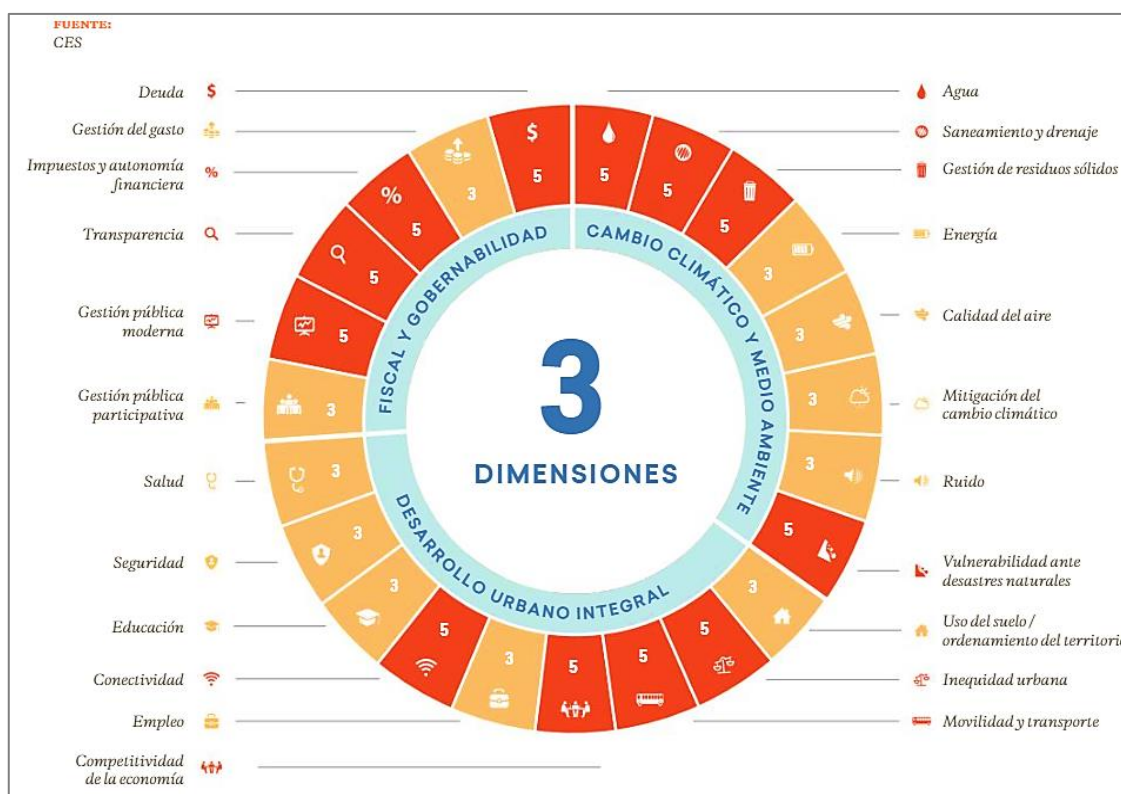 FUENTE:
CES
Deuda
$
Gestión del gasto
Impuestos y autonomía
financiera
%
Transparencia
Gestión pública
moderna
Gestión pública
participativa
Salud
Seguridad
Educación
Conectividad
Empleo
Competitividad
de la economía
Agua
Saneamiento y drenaje
Gestión de residuos sólidos
Energía
Calidad del aire
Mitigación del
cambio climático
Ruido
Vulnerabilidad ante
desastres naturales
Uso del suelo /
ordenamiento del territorio
Inequidad urbana
Movilidad y transporte
$
5
5
5
5
3
3
3
3
5
3
5
5
5
3
5
3
3
3
3
5
5
%
5
3
FISCAL Y GOBERNABILIDAD
CAMBIO CLIMÁTICO Y MEDIO AMBIENTE
DESARROLLO URBANO INTEGRAL
3
DIMENSIONES